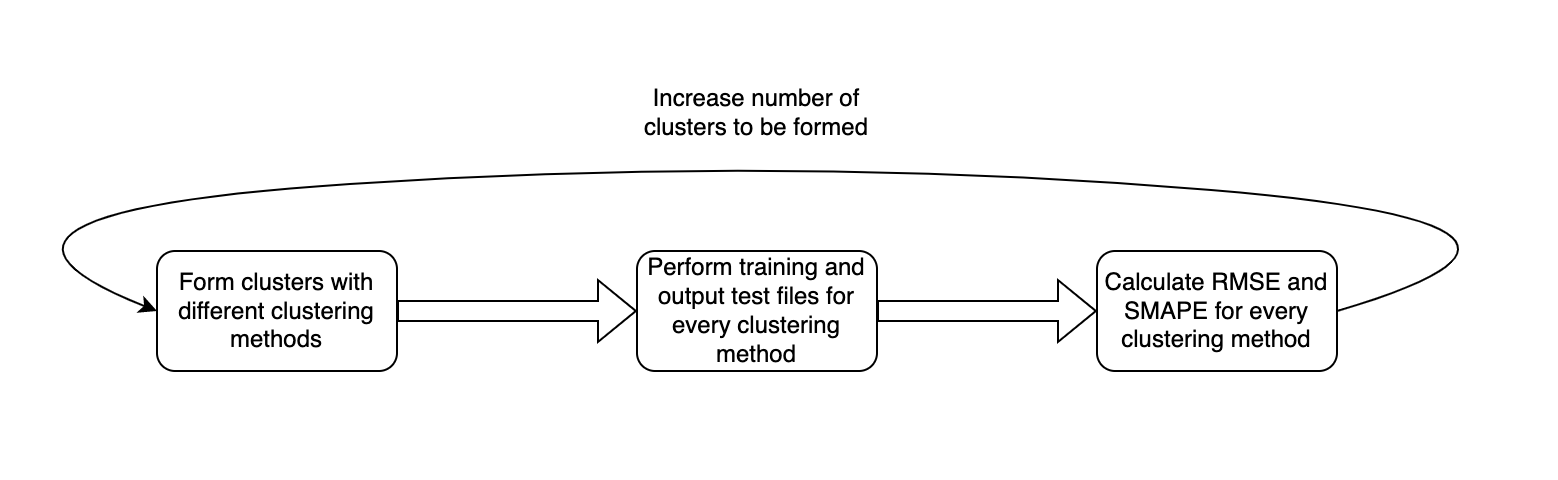 Increase number of
clusters to be formed
Form clusters with
different clustering
methods
Perform training and
output test files for
every clustering
method
Calculate RMSE and
SMAPE for every
clustering method